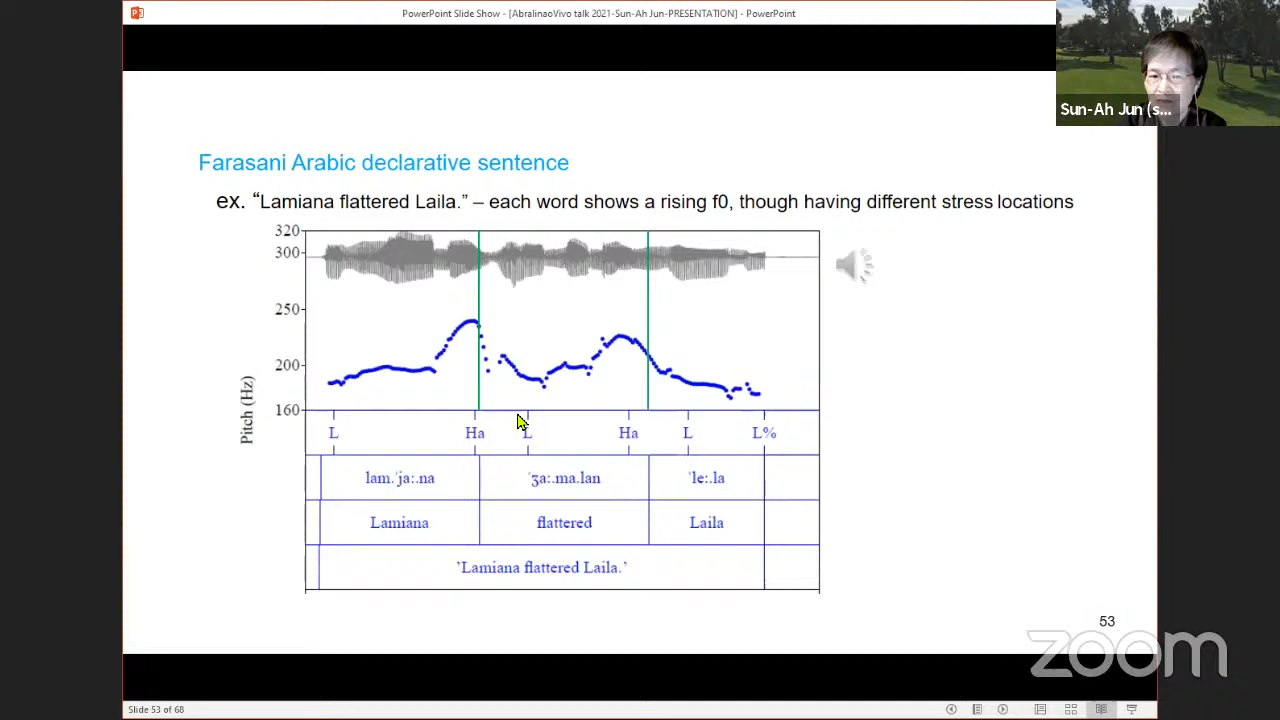 PowerPoint Slide Show - [AbralinaoVivo talk 2021-Sun-Ah Jun-PRESENTATION] - PowerPoint
Sun-Ah Jun (s...
Farasani Arabic declarative sentence
ex. “Lamiana flattered Laila.” – each word shows a rising f0, though having different stress locations
320
300
250
200
160
Pitch (Hz)
L Ha L Ha L L%
lam.ˈja:.na ˈʒa:.ma.lan ˈle:.la
Lamiana flattered Laila
’Lamiana flattered Laila.’
53
zoom
Slide 53 of 68